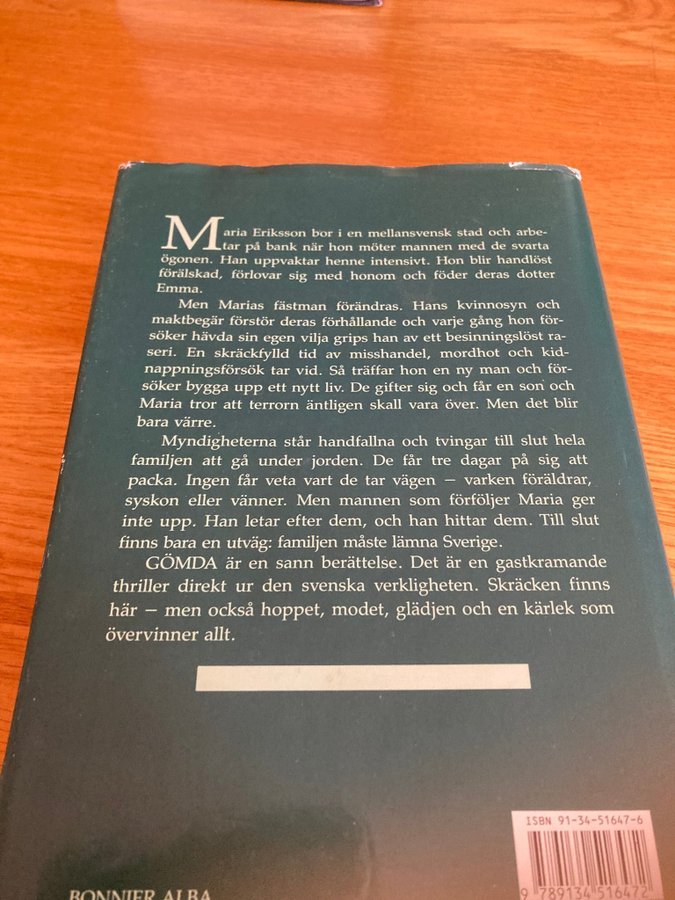 Maria Eriksson bor i en mellansvensk stad och arbe-
tar på bank när hon möter mannen med de svarta
ögonen. Han uppvaktar henne intensivt. Hon blir handlöst
förälskad, förlovar sig med honom och föder deras dotter
Emma.
Men Marias fästman förändras. Hans kvinnosyn och
maktbegär förstör deras förhållande och varje gång hon för-
söker hävda sin egen vilja grips han av ett besinningslöst ra-
seri. En skräckfylld tid av misshandel, mordhot och kid-
nappningsförsök tar vid. Så träffar hon en ny man och för-
söker bygga upp ett nytt liv. De gifter sig och får en son och
Maria tror att terrorn äntligen skall vara över. Men det blir
bara värre.
Myndigheterna står handfallna och tvingar till slut hela
familjen att gå under jorden. De får tre dagar på sig att
packa. Ingen får veta vart de tar vägen – varken föräldrar,
syskon eller vänner. Men mannen som förföljer Maria ger
inte upp. Han letar efter dem, och han hittar dem. Till slut
finns bara en utväg: familjen måste lämna Sverige.
GÖMDA är en sann berättelse. Det är en gastkramande
thriller direkt ur den svenska verkligheten. Skräcken finns
här – men också hoppet, modet, glädjen och en kärlek som
övervinner allt.
ISBN 91-34-51647-6
9 789134 516472
BONNIER ALBA